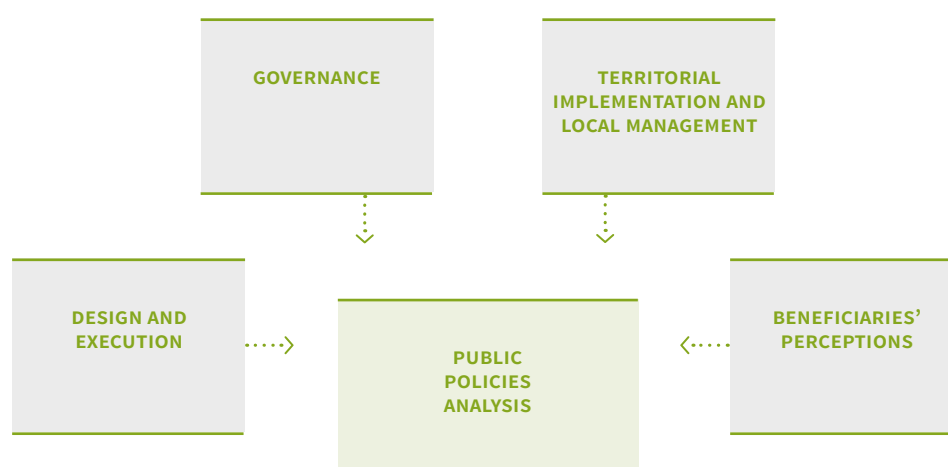 GOVERNANCE
TERRITORIAL
IMPLEMENTATION AND
LOCAL MANAGEMENT
DESIGN AND
EXECUTION
PUBLIC
POLICIES
ANALYSIS
BENEFICIARIES’
PERCEPTIONS